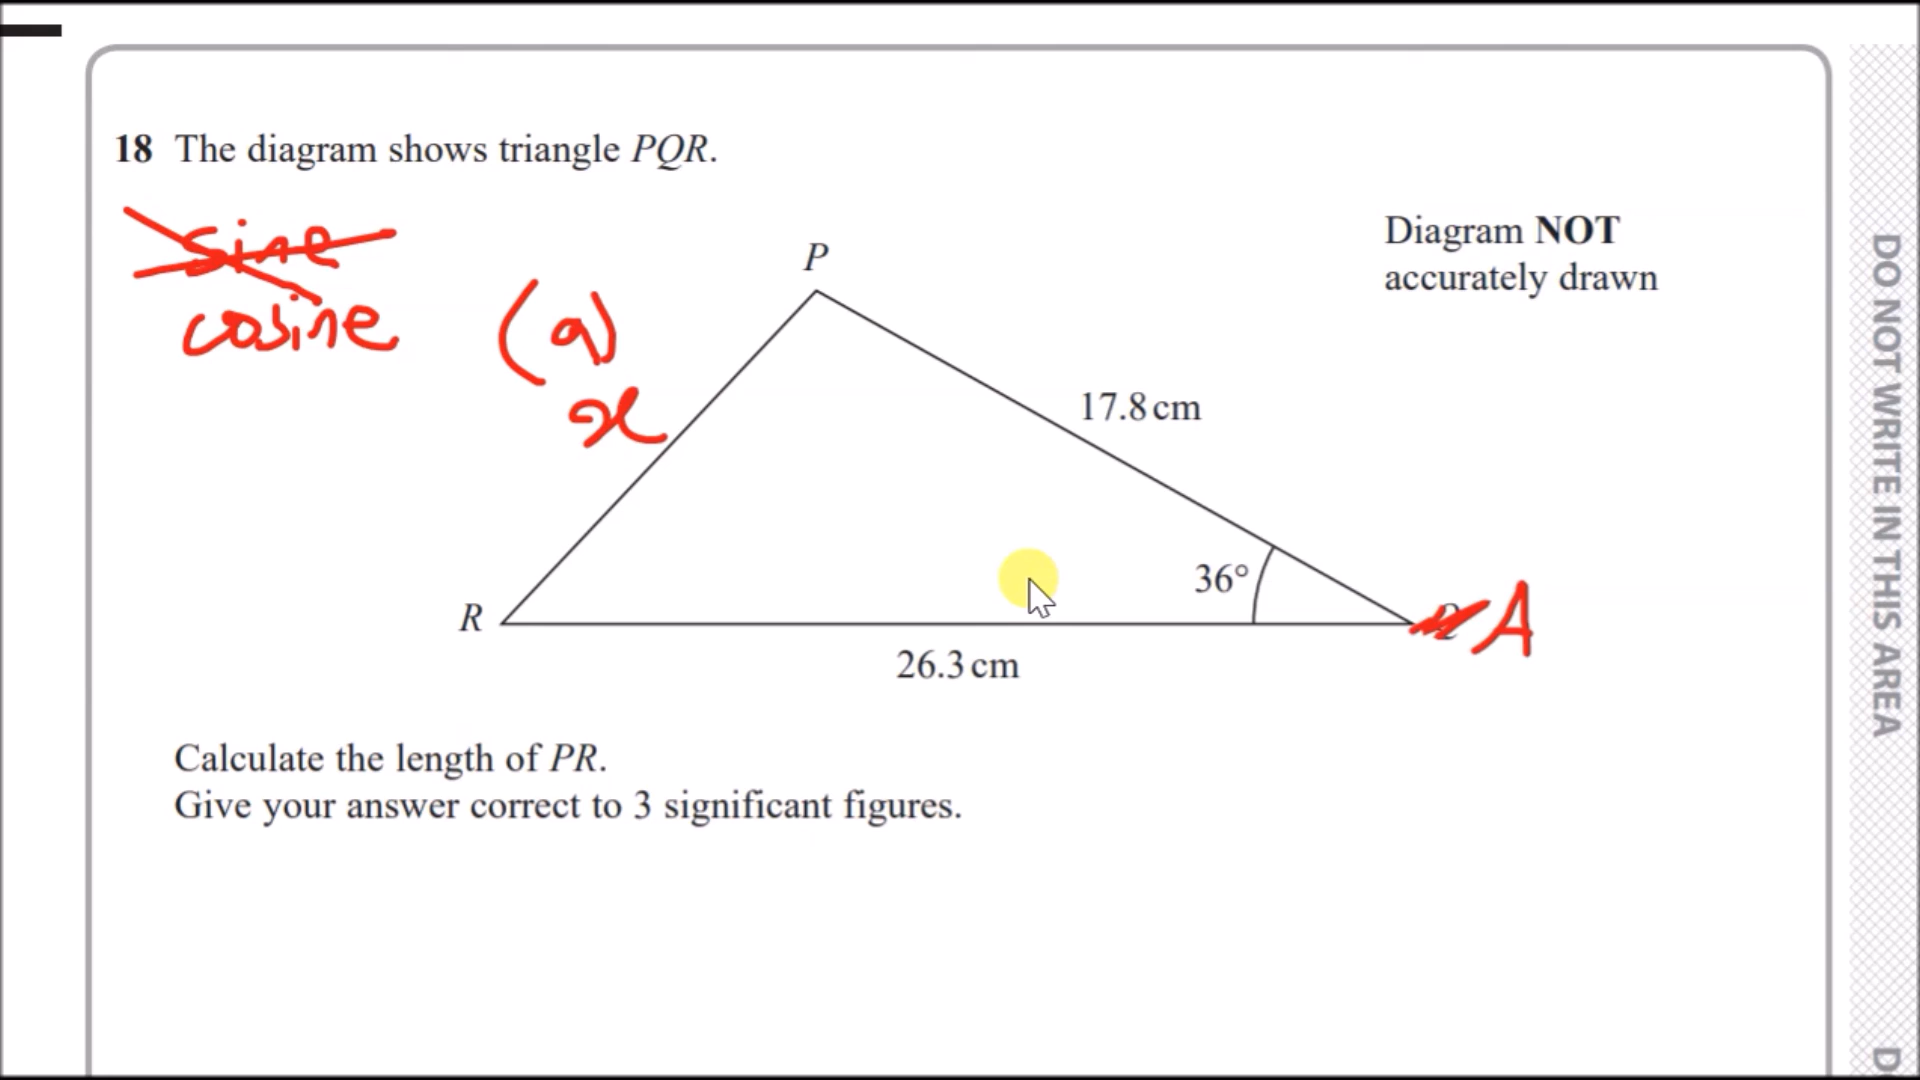 18 The diagram shows triangle PQR.
sine
cosine
(a)
x
P
Diagram NOT
accurately drawn
17.8 cm
36°
R
A
26.3 cm
Calculate the length of PR.
Give your answer correct to 3 significant figures.
DO NOT WRITE IN THIS AREA
D